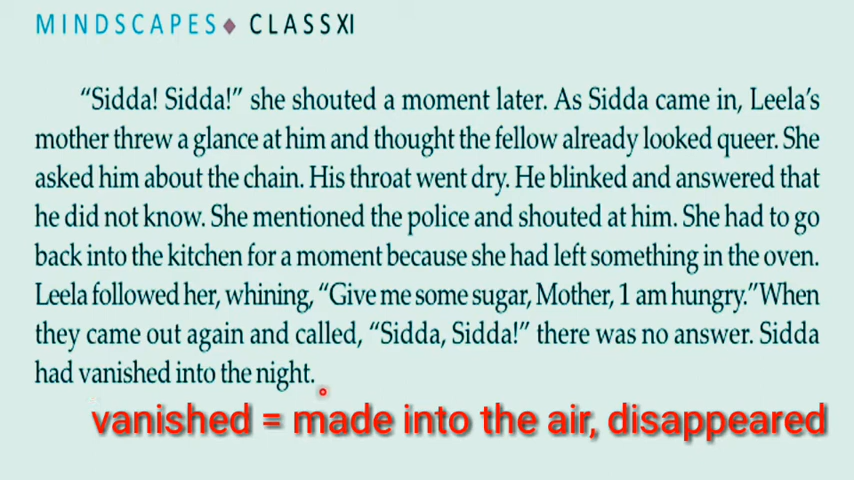 MINDSCAPES♦ CLASS XI
“Sidda! Sidda!” she shouted a moment later. As Sidda came in, Leela’s
mother threw a glance at him and thought the fellow already looked queer. She
asked him about the chain. His throat went dry. He blinked and answered that
he did not know. She mentioned the police and shouted at him. She had to go
back into the kitchen for a moment because she had left something in the oven.
Leela followed her, whining, “Give me some sugar, Mother, 1 am hungry.”When
they came out again and called, “Sidda, Sidda!” there was no answer. Sidda
had vanished into the night.
vanished = made into the air, disappeared